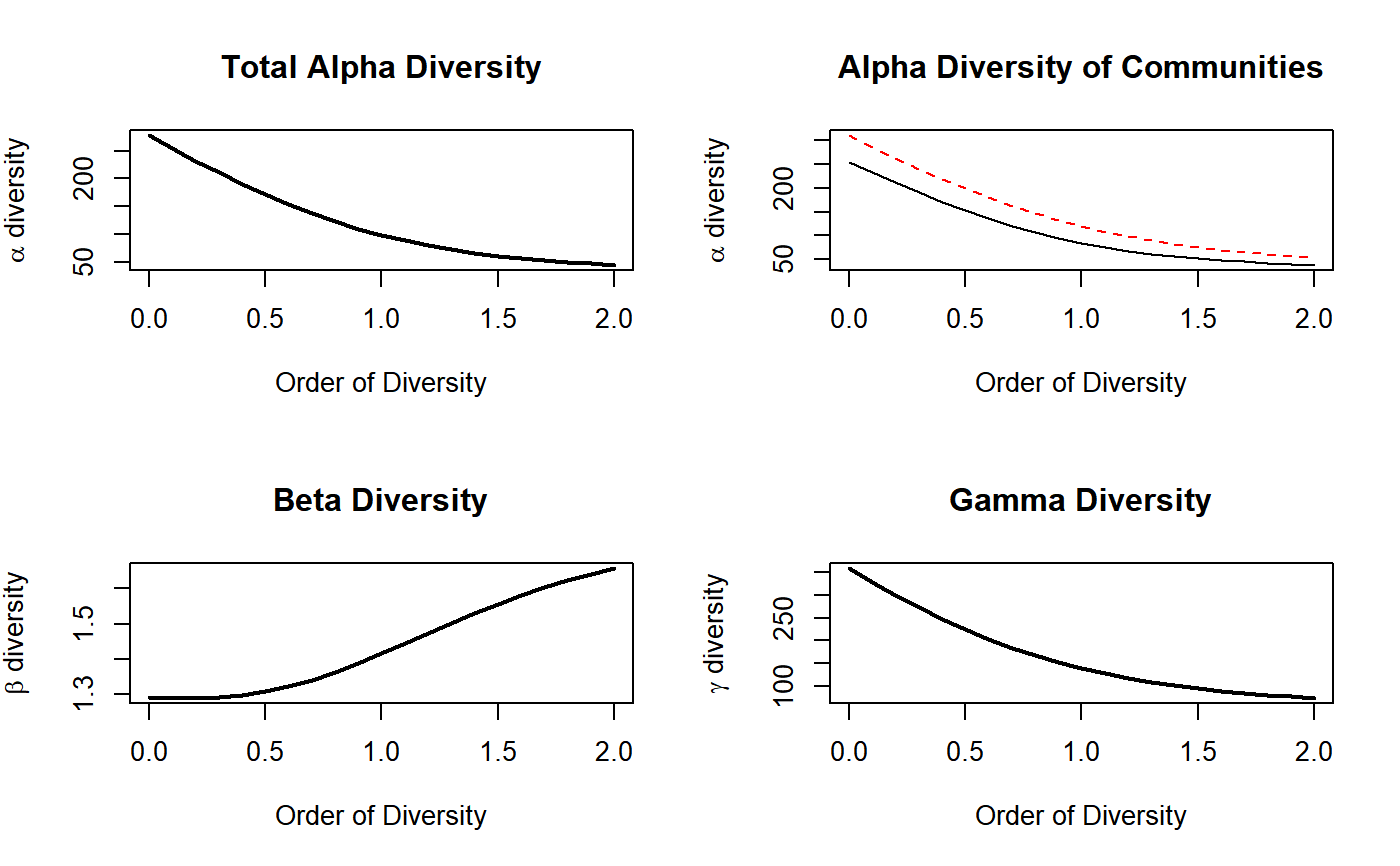 Total Alpha Diversity
α diversity
200
50
0.0 0.5 1.0 1.5 2.0
Order of Diversity
Alpha Diversity of Communities
α diversity
200
50
0.0 0.5 1.0 1.5 2.0
Order of Diversity
Beta Diversity
β diversity
1.5
1.3
0.0 0.5 1.0 1.5 2.0
Order of Diversity
Gamma Diversity
γ diversity
250
100
0.0 0.5 1.0 1.5 2.0
Order of Diversity